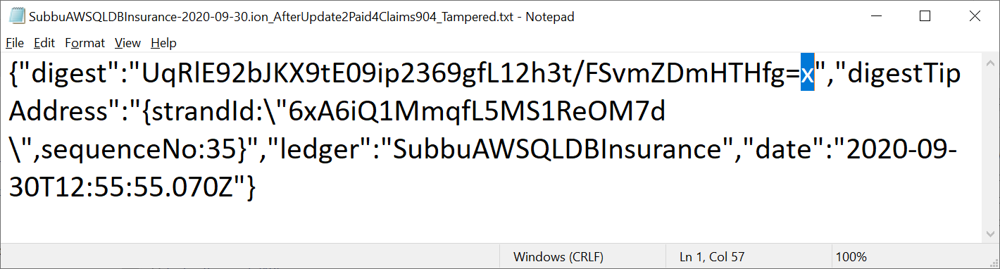 SubbuAWSQLDBInsurance-2020-09-30.ion_AfterUpdate2Paid4Claims904_Tampered.txt - Notepad
File Edit Format View Help
{"digest":"UqRlE92bJKX9tE09ip2369gfL12h3t/FSvmZDmHTHfg=x","digestTip
Address":"{strandId:\"6xA6iQ1MmqfL5MS1ReOM7d
\",sequenceNo:35}","ledger":"SubbuAWSQLDBInsurance","date":"2020-09-
30T12:55:55.070Z"}
Windows (CRLF) Ln 1, Col 57 100%